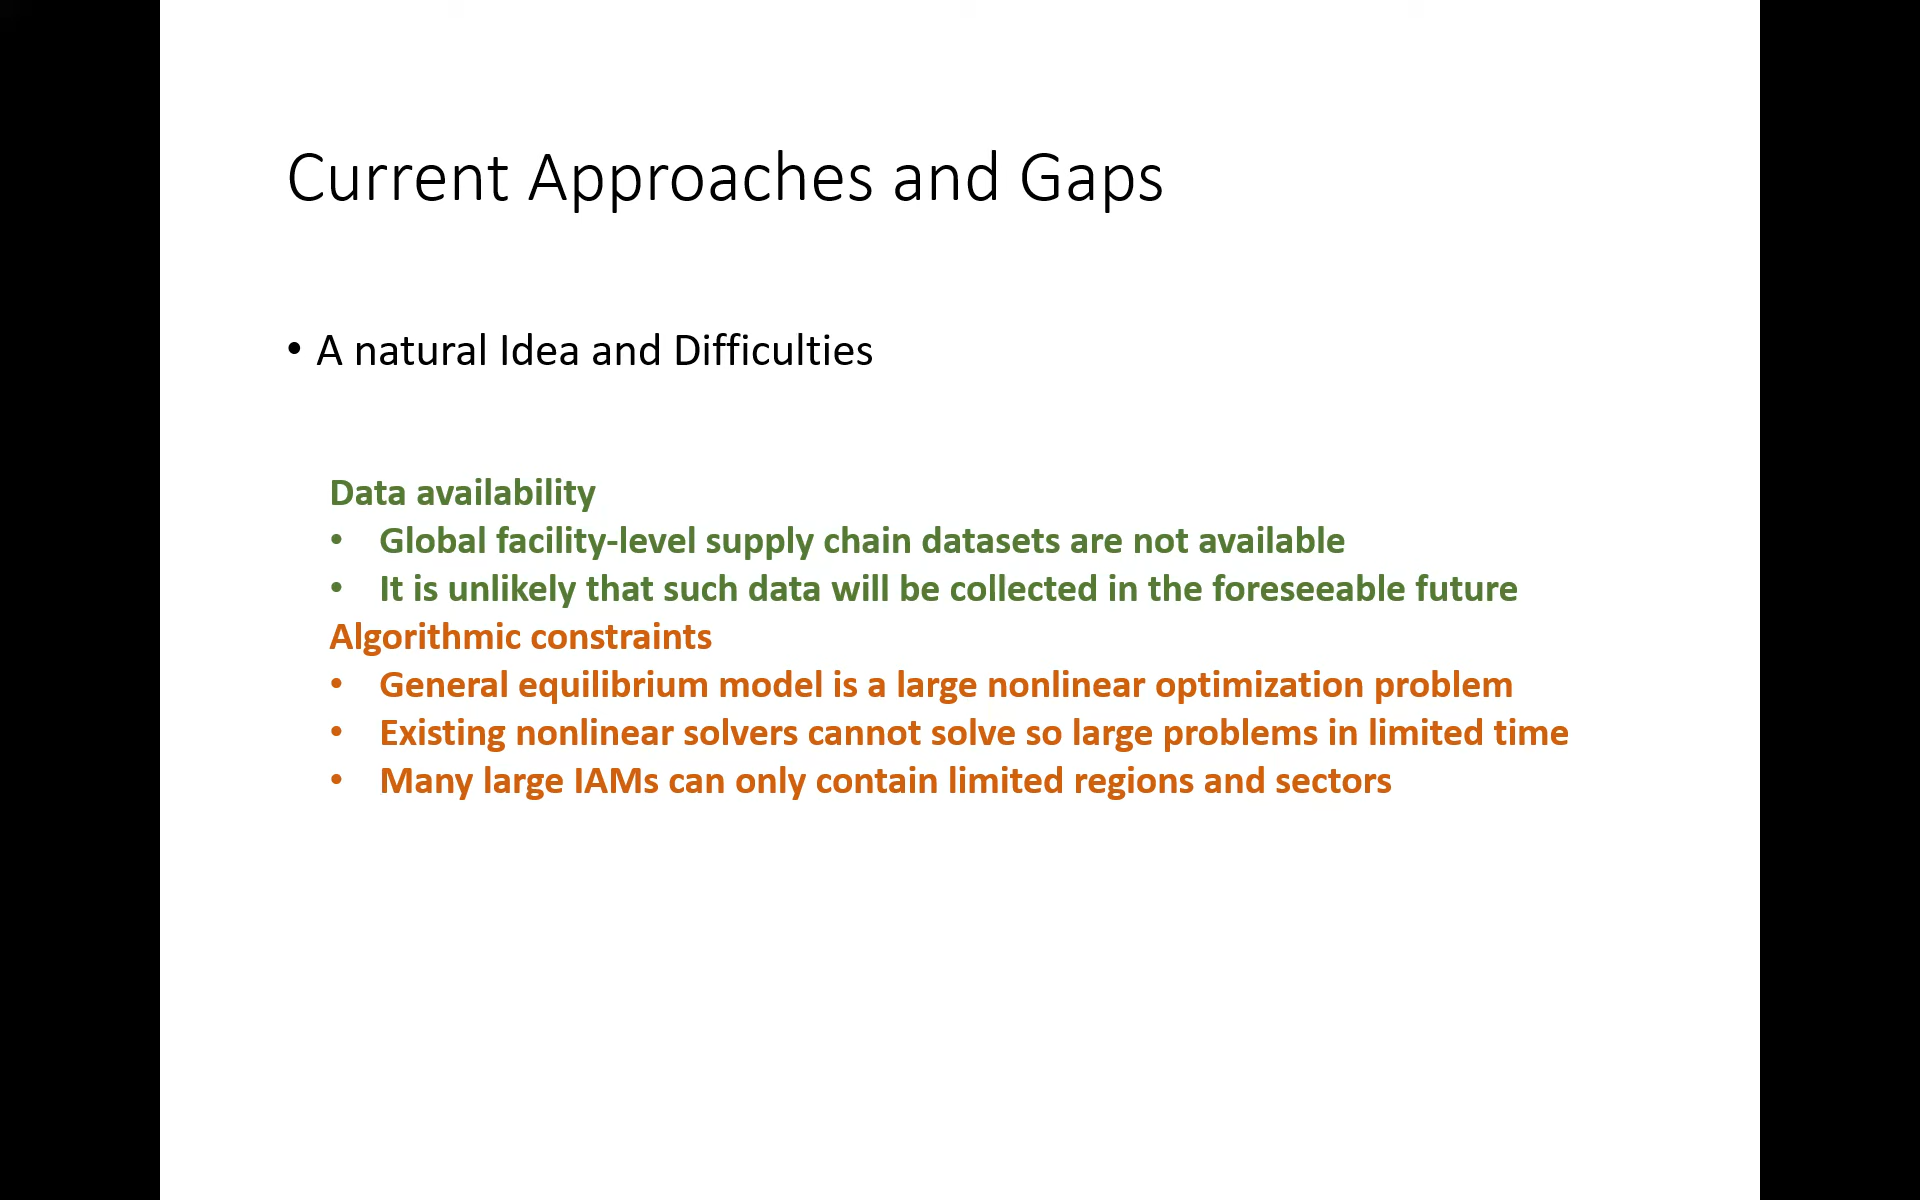 Current Approaches and Gaps
• A natural Idea and Difficulties
Data availability
• Global facility-level supply chain datasets are not available
• It is unlikely that such data will be collected in the foreseeable future
Algorithmic constraints
• General equilibrium model is a large nonlinear optimization problem
• Existing nonlinear solvers cannot solve so large problems in limited time
• Many large IAMs can only contain limited regions and sectors